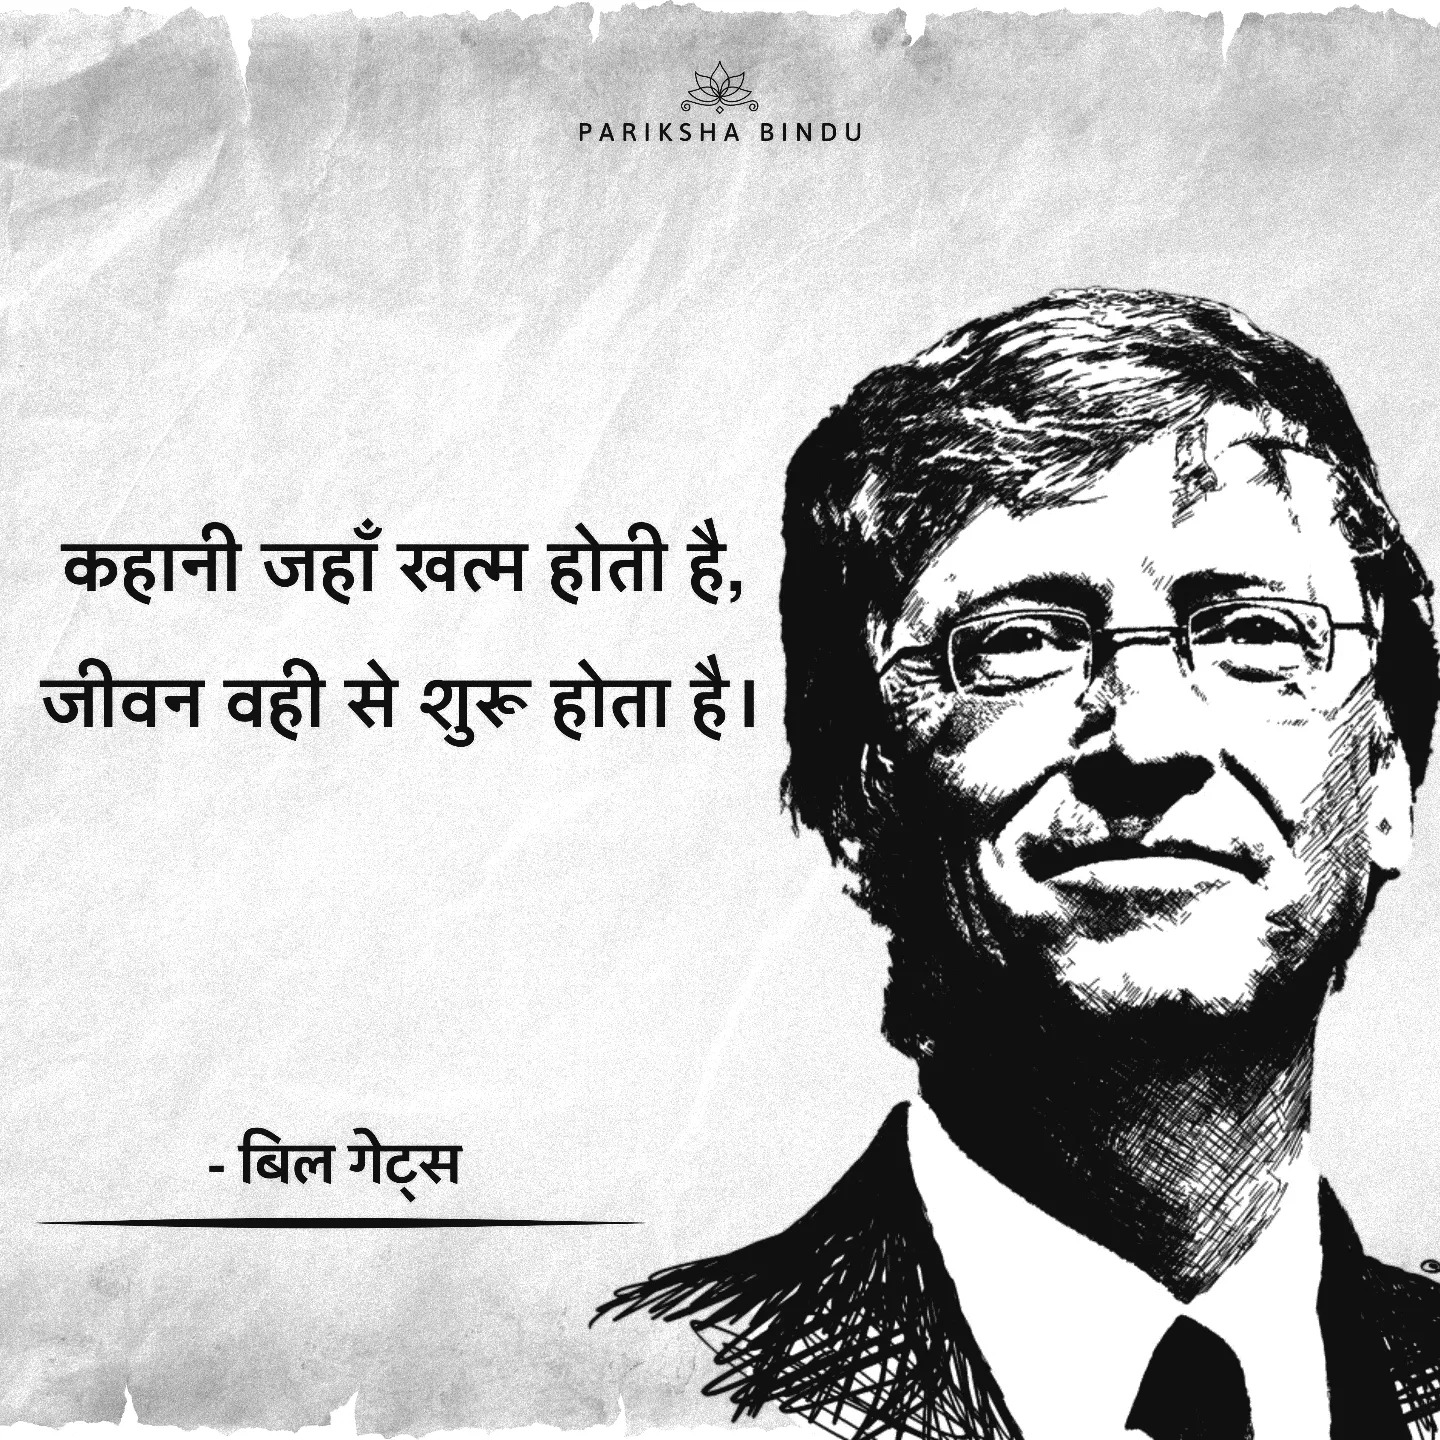 PARIKSHA BINDU
कहानी जहाँ खत्म होती है,
जीवन वही से शुरू होता है।
- बिल गेट्स